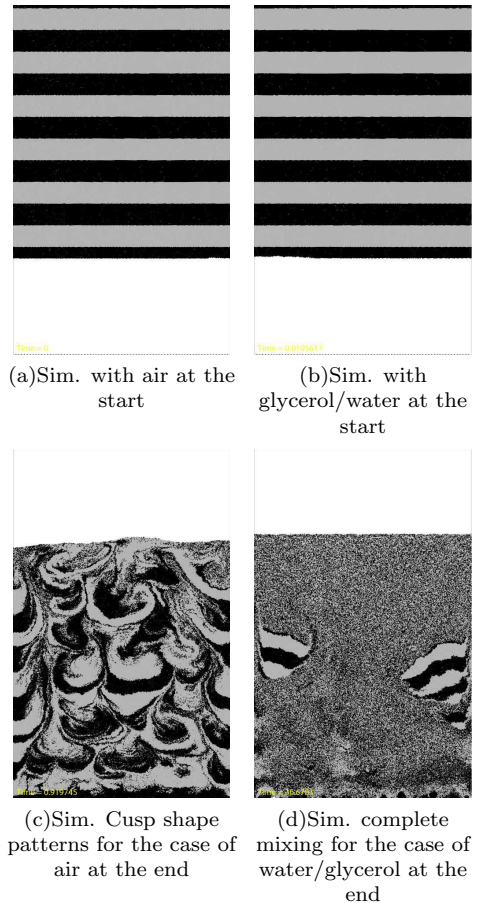 Time = 0
(a)Sim. with air at the
start
(b)Sim. with
glycerol/water at the
start
Time = 0.919745
(c)Sim. Cusp shape
patterns for the case of
air at the end
(d)Sim. complete
mixing for the case of
water/glycerol at the
end